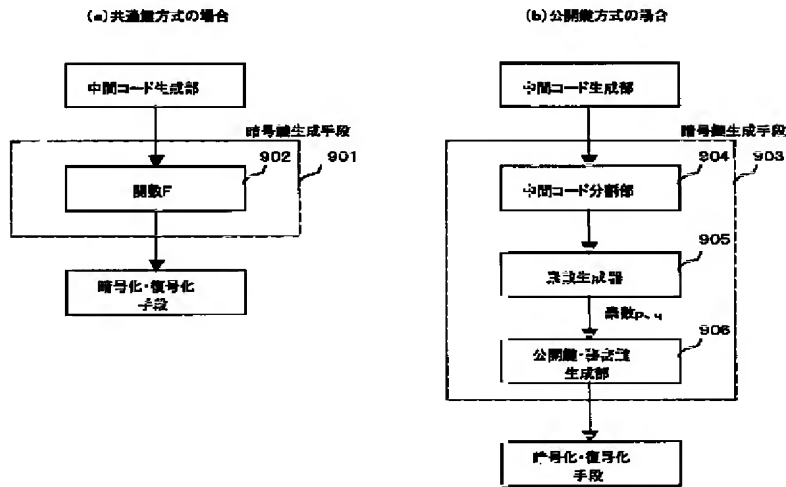 (a)共通鍵方式の場合
中間コード生成部
暗号鍵生成手段
902
901
関数F
暗号化・復号化
手段
(b)公開鍵方式の場合
中間コード生成部
暗号鍵生成手段
904
903
中間コード分割部
905
素数生成器
素数p、q
906
公開鍵・秘密鍵
生成部
暗号化・復号化
手段